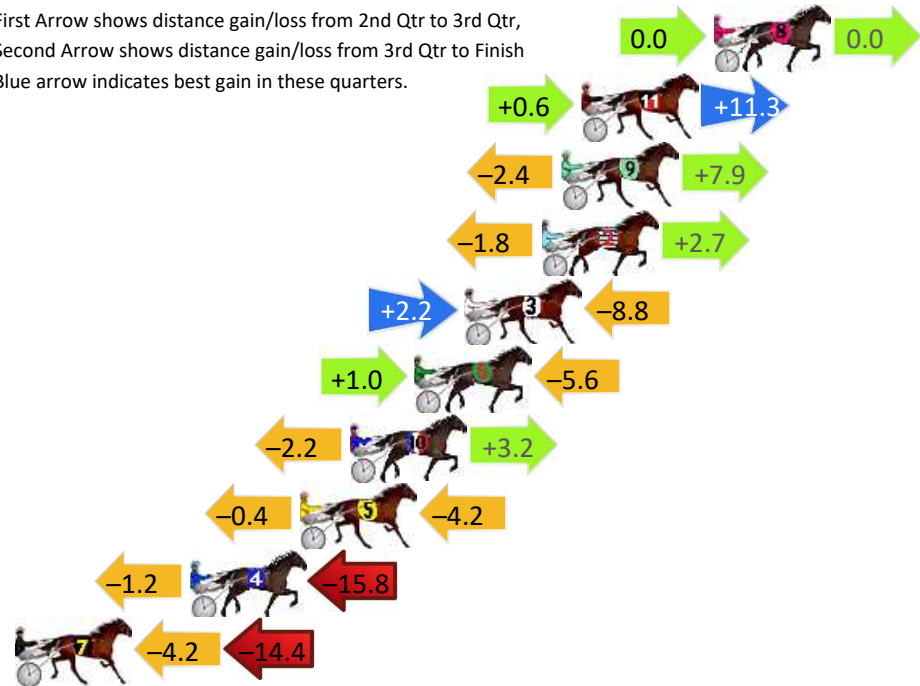 First Arrow shows distance gain/loss from 2nd Qtr to 3rd Qtr,
Second Arrow shows distance gain/loss from 3rd Qtr to Finish
Blue arrow indicates best gain in these quarters.
0.0 8 0.0
+0.6 11 +11.3
–2.4 9 +7.9
–1.8 +2.7
+2.2 3 –8.8
+1.0 –5.6
–2.2 10 +3.2
–0.4 5 –4.2
–1.2 4 –15.8
7 –4.2 –14.4